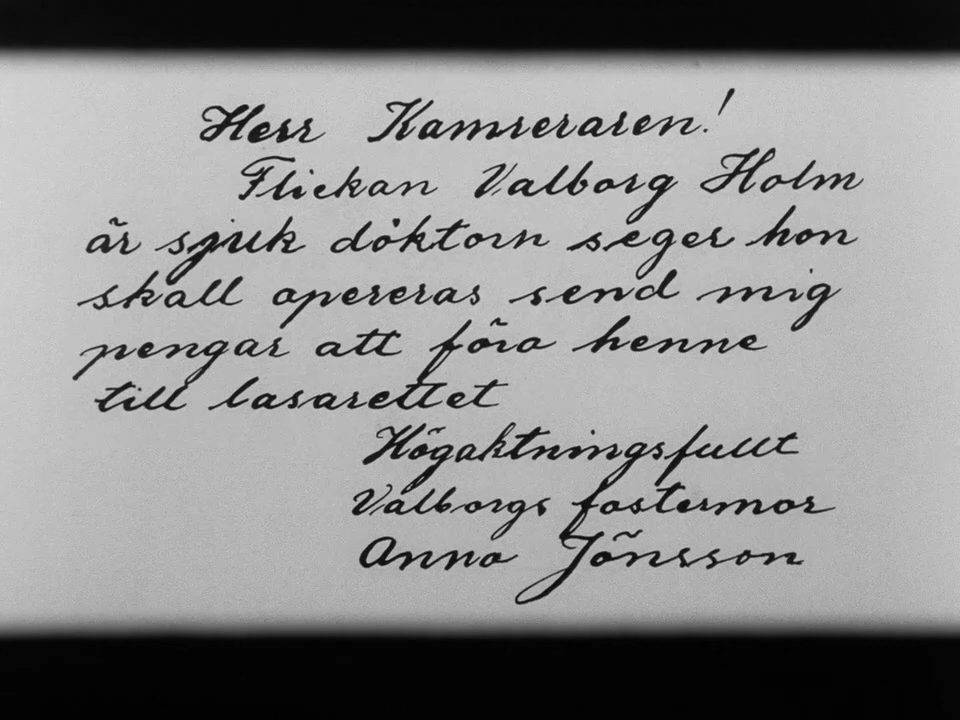 Herr Kamreraren!
Flickan Valborg Holm
är sjuk döktorn seger hon
skall opereras send mig
pengar att föra henne
till lasarettet
Högaktningsfullt
Valborgs fostermor
Anna Jönsson